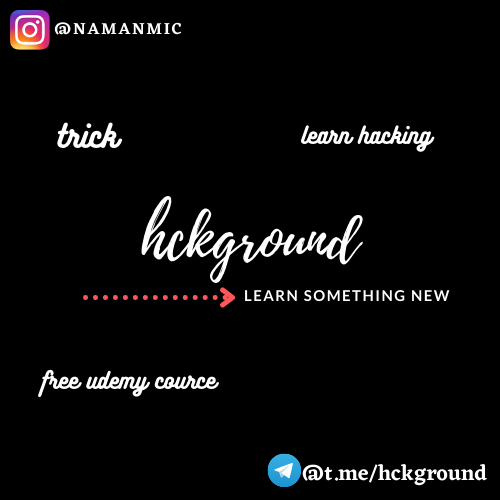 @NAMANMIC
trick
learn hacking
hckground
LEARN SOMETHING NEW
free udemy cource
@t.me/hckground